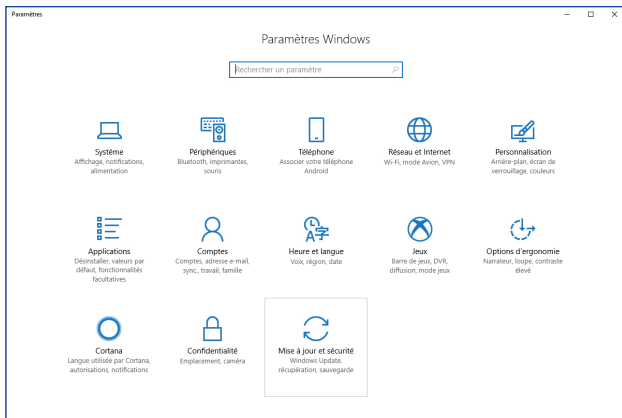 Paramètres
Paramètres Windows
Rechercher un paramètre
Système
Affichage, notifications,
alimentation
Périphériques
Bluetooth, imprimantes,
souris
Téléphone
Associer votre téléphone
Android
Réseau et Internet
Wi-Fi, mode Avion, VPN
Personnalisation
Arrière-plan, écran de
verrouillage, couleurs
Applications
Désinstaller, valeurs par
défaut, fonctionnalités
facultatives
Comptes
Comptes, adresse e-mail,
sync., travail, famille
Heure et langue
Voix, région, date
Jeux
Barre de jeux, DVR,
diffusion, mode jeux
Options d'ergonomie
Narrateur, loupe, contraste
élevé
Cortana
Langue utilisée par Cortana,
autorisations, notifications
Confidentialité
Emplacement, caméra
Mise à jour et sécurité
Windows Update,
récupération, sauvegarde